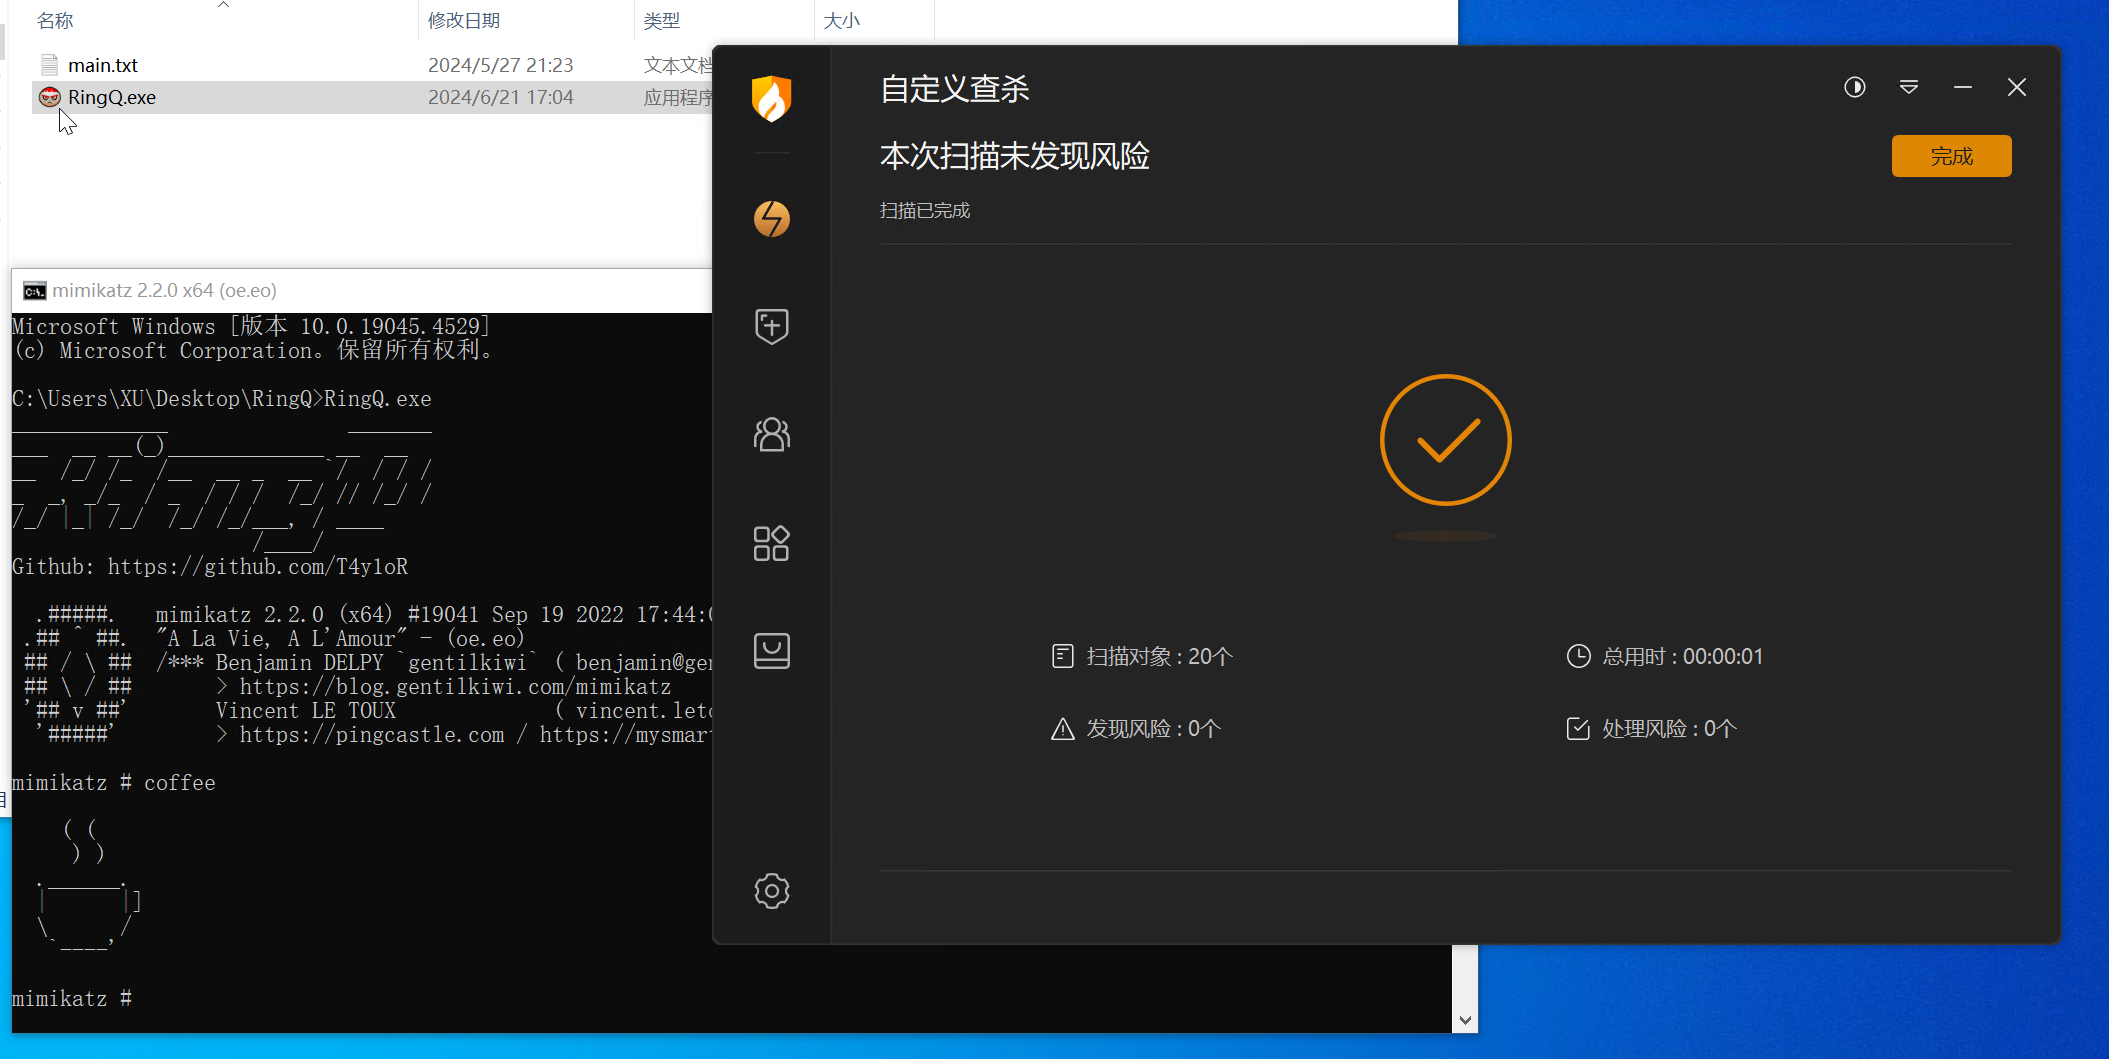 名称 修改日期 类型 大小
main.txt 2024/5/27 21:23 文本文档
RingQ.exe 2024/6/21 17:04 应用程序
mimikatz 2.2.0 x64 (oe.eo)
Microsoft Windows [版本 10.0.19045.4529]
(c) Microsoft Corporation。保留所有权利。
C:\Users\XU\Desktop\RingQ>RingQ.exe
Github: https://github.com/T4y1oR
.#####. mimikatz 2.2.0 (x64) #19041 Sep 19 2022 17:44:
.## ^ ##. "A La Vie, A L'Amour" - (oe.eo)
## / \ ## /*** Benjamin DELPY `gentilkiwi` ( benjamin@gen
## \ / ## > https://blog.gentilkiwi.com/mimikatz
'## v ##' Vincent LE TOUX ( vincent.letо
'#####' > https://pingcastle.com / https://mysmar
mimikatz # coffee
mimikatz #
自定义查杀
本次扫描未发现风险
完成
扫描已完成
扫描对象 : 20个
总用时 : 00:00:01
发现风险 : 0个
处理风险 : 0个